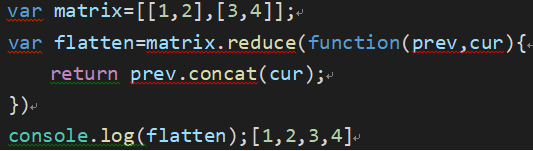 var matrix=[[1,2],[3,4]];
var flatten=matrix.reduce(function(prev,cur){
    return prev.concat(cur);
})
console.log(flatten);[1,2,3,4]